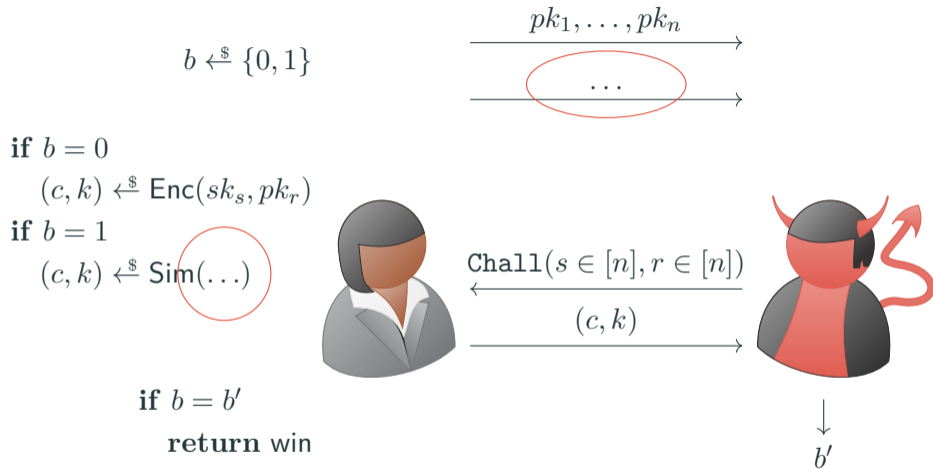 pk₁, . . . , pkₙ
b ←$ {0, 1}
. . .
if b = 0
(c, k) ←$ Enc(skₛ, pkᵣ)
if b = 1
(c, k) ←$ Sim(. . .)
Chall(s ∈ [n], r ∈ [n])
(c, k)
if b = b′
return win
b′